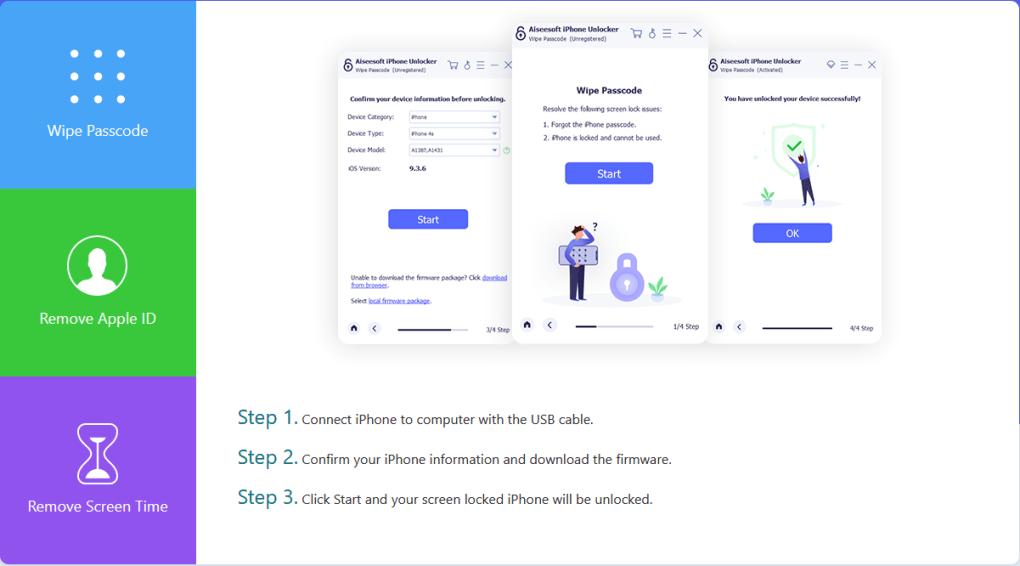 Wipe Passcode
Remove Apple ID
Remove Screen Time
Aiseesoft iPhone Unlocker
Wipe Passcode (Unregistered)
Confirm your device information before unlocking.
Device Category: iPhone
Device Type: iPhone 4s
Device Model: A1387,A1431
iOS Version: 9.3.6
Start
Unable to download the firmware package? Click download
from browser.
Select local firmware package.
3/4 Step
Aiseesoft iPhone Unlocker
Wipe Passcode (Unregistered)
Wipe Passcode
Resolve the following screen lock issues:
1. Forgot the iPhone passcode.
2. iPhone is locked and cannot be used.
Start
?
1/4 Step
Aiseesoft iPhone Unlocker
Wipe Passcode (Activated)
You have unlocked your device successfully!
OK
4/4 Step
Step 1. Connect iPhone to computer with the USB cable.
Step 2. Confirm your iPhone information and download the firmware.
Step 3. Click Start and your screen locked iPhone will be unlocked.